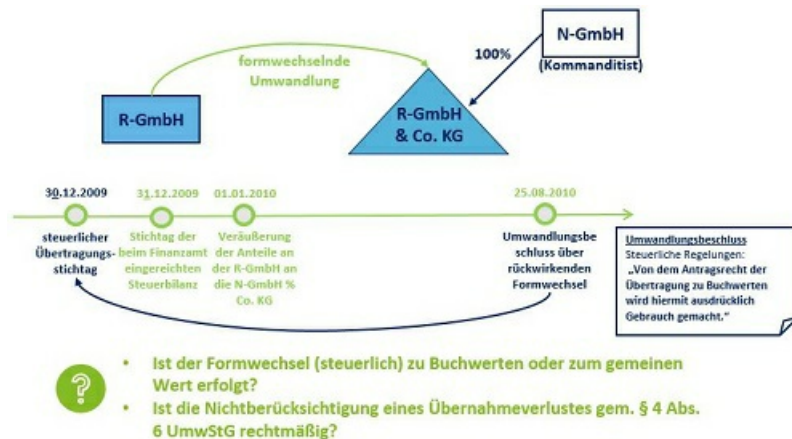 N-GmbH
(Kommanditist)
100%
formwechselnde
Umwandlung
R-GmbH
R-GmbH
& Co. KG
30.12.2009
31.12.2009
01.01.2010
25.08.2010
steuerlicher
Übertragungs-
stichtag
Stichtag der
beim Finanzamt
eingereichten
Steuerbilanz
Veräußerung
der Anteile an
der R-GmbH an
die N-GmbH %
Co. KG
Umwandlungsbe
schluss über
rückwirkenden
Formwechsel
Umwandlungsbeschluss
Steuerliche Regelungen:
„Von dem Antragsrecht der
Übertragung zu Buchwerten
wird hiermit ausdrücklich
Gebrauch gemacht.“
?
• Ist der Formwechsel (steuerlich) zu Buchwerten oder zum gemeinen
Wert erfolgt?
• Ist die Nichtberücksichtigung eines Übernahmeverlustes gem. § 4 Abs.
6 UmwStG rechtmäßig?